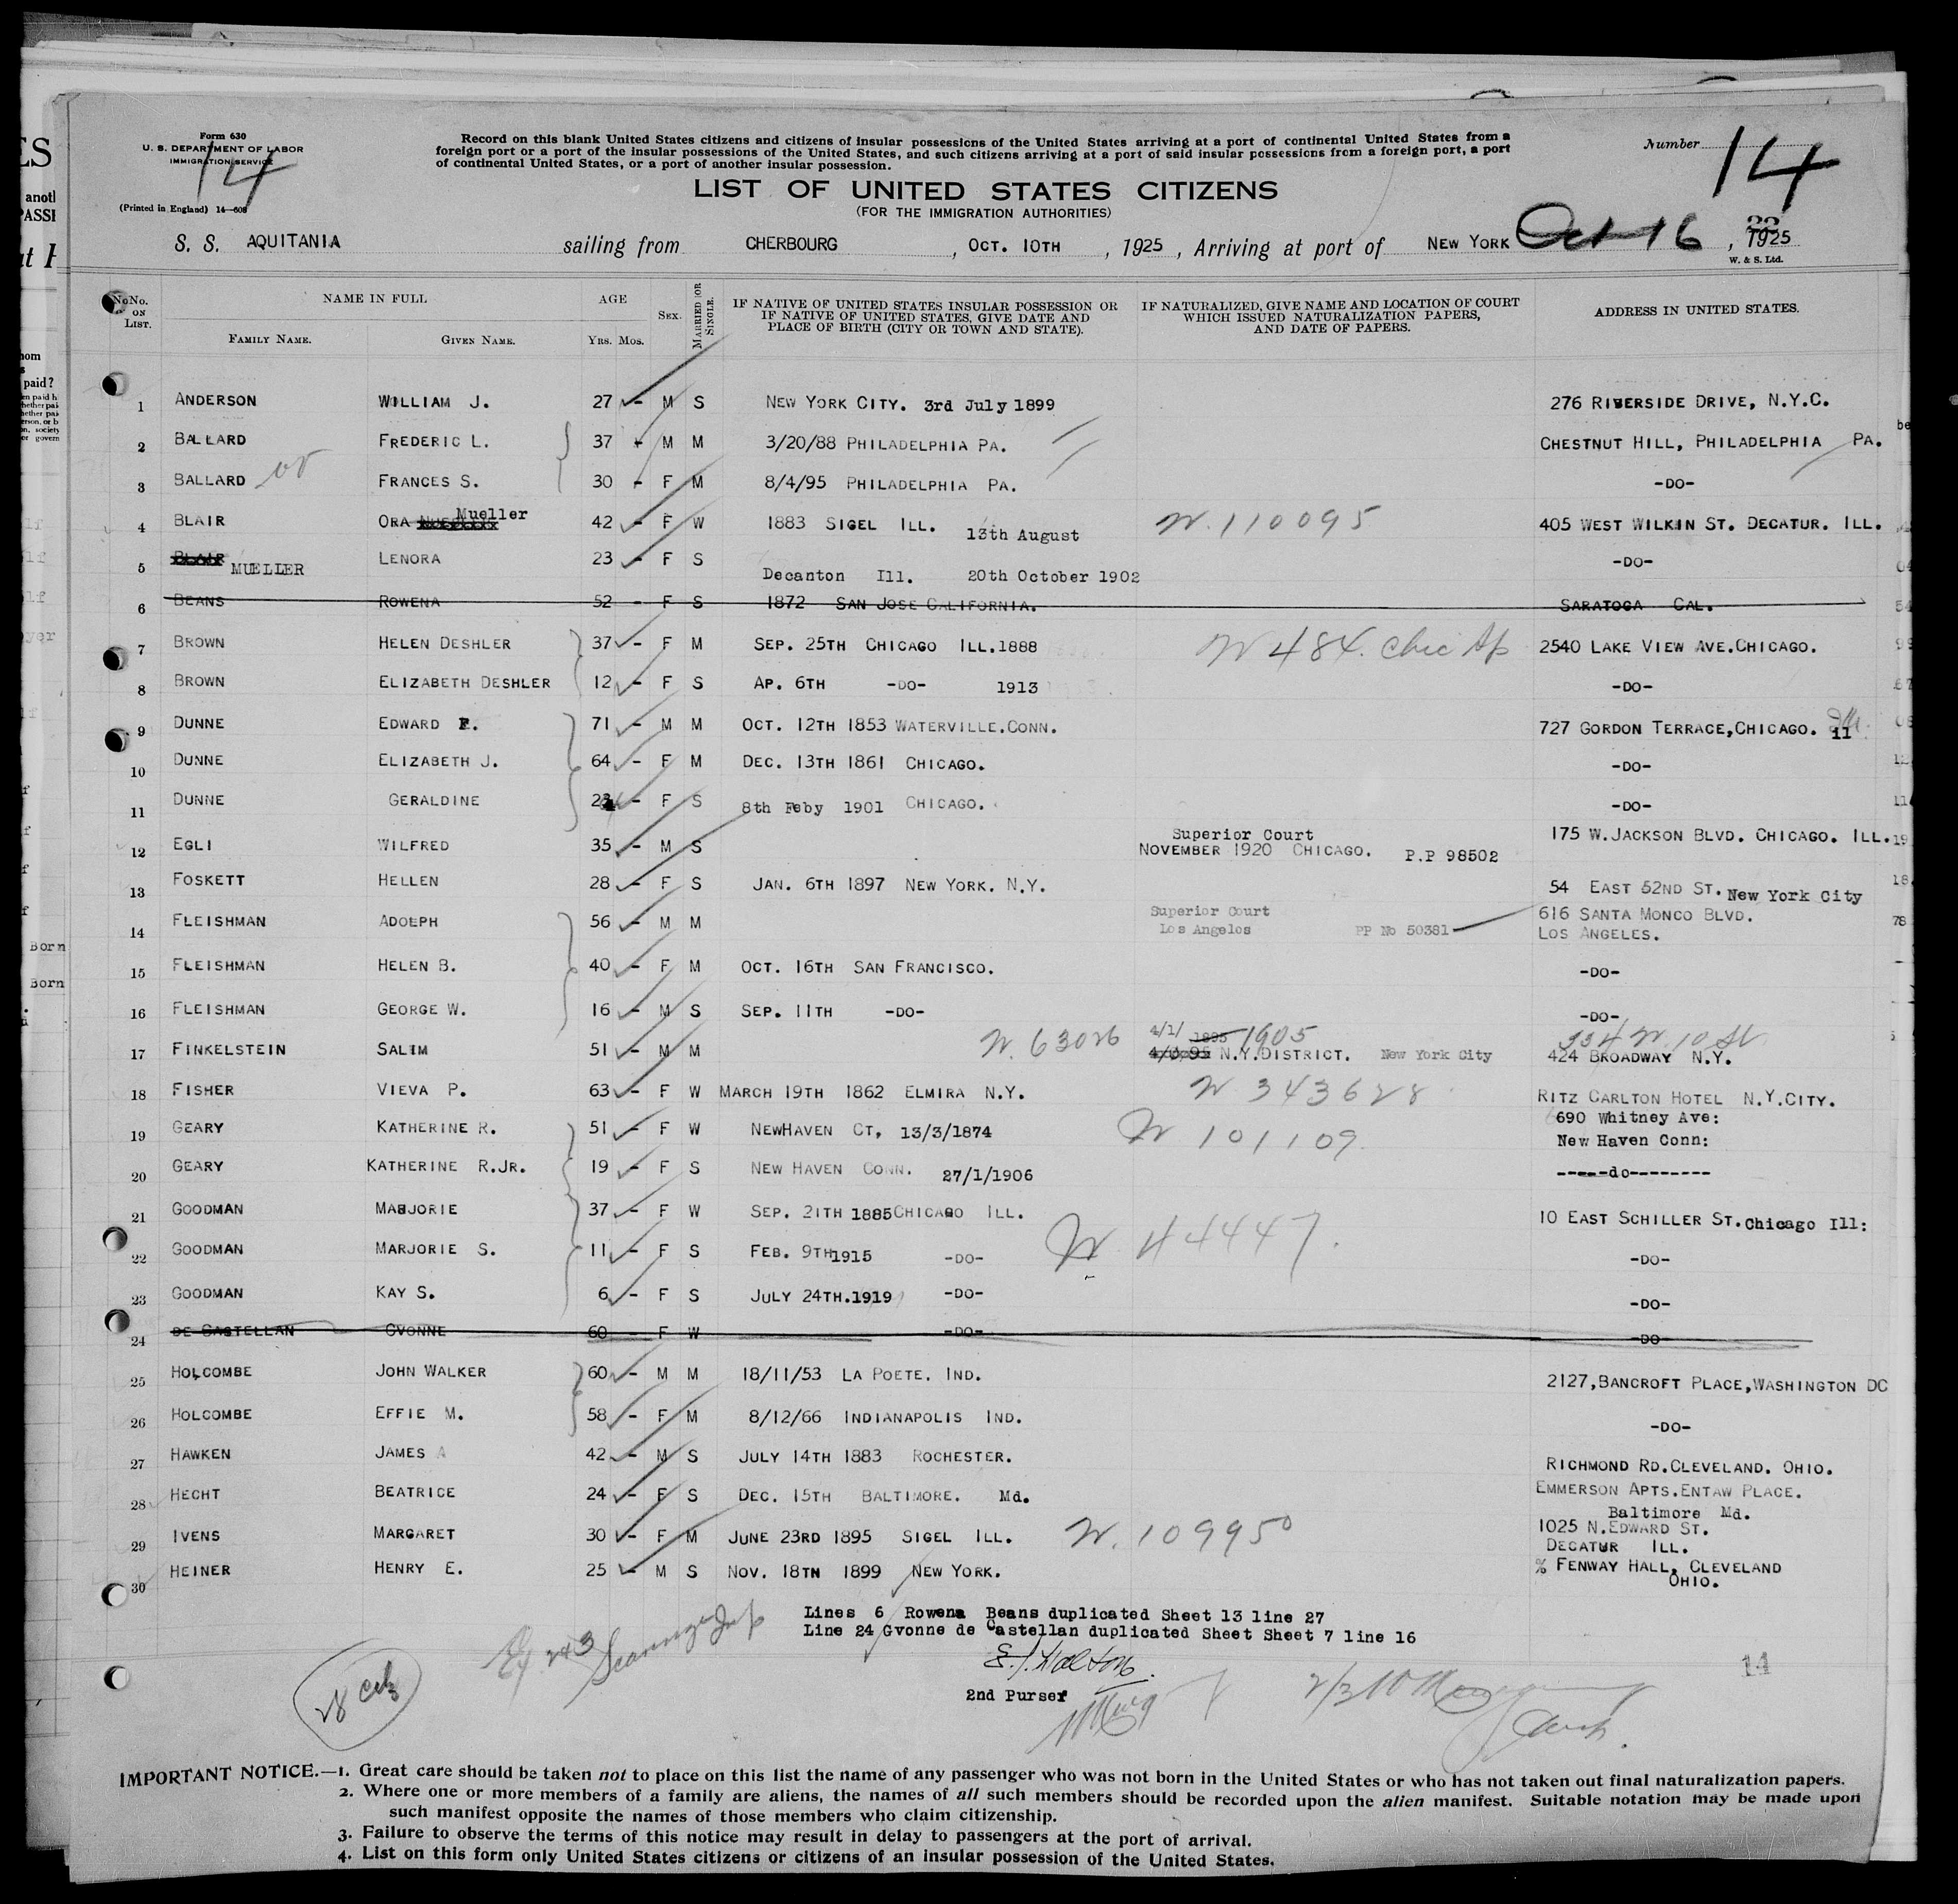 Form 630
U. S. DEPARTMENT OF LABOR
IMMIGRATION SERVICE
14
(Printed in England) 14—608
Record on this blank United States citizens and citizens of insular possessions of the United States arriving at a port of continental United States from a
foreign port or a port of the insular possessions of the United States, and such citizens arriving at a port of said insular possessions from a foreign port, a port
of continental United States, or a port of another insular possession.
Number 14
LIST OF UNITED STATES CITIZENS
(FOR THE IMMIGRATION AUTHORITIES)
S. S. AQUITANIA sailing from CHERBOURG, OCT. 10TH, 1925, Arriving at port of NEW YORK Oct 16, 1925
W. & S. Ltd.
No. ON LIST. NAME IN FULL FAMILY NAME. GIVEN NAME. AGE YRS. MOS. SEX. MARRIED OR SINGLE. IF NATIVE OF UNITED STATES INSULAR POSSESSION OR IF NATIVE OF UNITED STATES, GIVE DATE AND PLACE OF BIRTH (CITY OR TOWN AND STATE). IF NATURALIZED, GIVE NAME AND LOCATION OF COURT WHICH ISSUED NATURALIZATION PAPERS, AND DATE OF PAPERS. ADDRESS IN UNITED STATES.
1 ANDERSON WILLIAM J. 27 - M S NEW YORK CITY. 3rd July 1899 276 RIVERSIDE DRIVE, N.Y.C.
2 BALLARD FREDERIC L. 37 - M M 3/20/88 PHILADELPHIA PA. CHESTNUT HILL, PHILADELPHIA PA.
3 BALLARD FRANCES S. 30 - F M 8/4/95 PHILADELPHIA PA. -DO-
4 BLAIR ORA Mueller 42 - F W 1883 SIGEL ILL. 13th August N. 110095 405 WEST WILKIN ST. DECATUR. ILL.
5 BLAIR MUELLER LENORA 23 - F S Decanton Ill. 20th October 1902 -DO-
6 BEANS ROWENA 52 - F S 1872 SAN JOSE CALIFORNIA. SARATOGA CAL.
7 BROWN HELEN DESHLER 37 - F M SEP. 25TH CHICAGO ILL. 1888 N 484. Chic Sp 2540 LAKE VIEW AVE. CHICAGO.
8 BROWN ELIZABETH DESHLER 12 - F S AP. 6TH -DO- 1913 -DO-
9 DUNNE EDWARD F. 71 - M M OCT. 12TH 1853 WATERVILLE. CONN. 727 GORDON TERRACE, CHICAGO. 11
10 DUNNE ELIZABETH J. 64 - F M DEC. 13TH 1861 CHICAGO. -DO-
11 DUNNE GERALDINE 24 - F S 8th Feby 1901 CHICAGO. -DO-
12 EGLI WILFRED 35 - M S Superior Court NOVEMBER 1920 CHICAGO. P.P 98502 175 W. JACKSON BLVD. CHICAGO. ILL.
13 FOSKETT HELLEN 28 - F S JAN. 6TH 1897 NEW YORK. N.Y. 54 EAST 52ND ST. New York City
14 FLEISHMAN ADOLPH 56 - M M Superior Court Los Angelos PP No 50381 616 SANTA MONCO BLVD. LOS ANGELES.
15 FLEISHMAN HELEN B. 40 - F M OCT. 16TH SAN FRANCISCO. -DO-
16 FLEISHMAN GEORGE W. 16 - M S SEP. 11TH -DO- -DO-
17 FINKELSTEIN SALIM 51 - M M N. 63026 4/1/ 1895 1905 4/3/95 N.Y. DISTRICT. New York City 334 W. 10 St 424 BROADWAY N.Y.
18 FISHER VIEVA P. 63 - F W MARCH 19TH 1862 ELMIRA N.Y. N 343628 RITZ CARLTON HOTEL N.Y. CITY.
19 GEARY KATHERINE R. 51 - F W NEWHAVEN CT, 13/3/1874 N 101109. 690 Whitney Ave: New Haven Conn:
20 GEARY KATHERINE R. JR. 19 - F S NEW HAVEN CONN. 27/1/1906 -----do--------
21 GOODMAN MARJORIE 37 - F W SEP. 21TH 1885 CHICAGO ILL. 10 EAST SCHILLER ST. Chicago Ill:
22 GOODMAN MARJORIE S. 11 - F S FEB. 9TH 1915 -DO- N 44447. -DO-
23 GOODMAN KAY S. 6 - F S JULY 24TH. 1919 -DO- -DO-
24 DE CASTELLAN GVONNE 60 - F W -DO- -DO-
25 HOLCOMBE JOHN WALKER 60 - M M 18/11/53 LA POETE. IND. 2127, BANCROFT PLACE, WASHINGTON DC
26 HOLCOMBE EFFIE M. 58 - F M 8/12/66 INDIANAPOLIS IND. -DO-
27 HAWKEN JAMES A 42 - M S JULY 14TH 1883 ROCHESTER. RICHMOND RD. CLEVELAND. OHIO.
28 HECHT BEATRICE 24 - F S DEC. 15TH BALTIMORE. Md. EMMERSON APTS. ENTAW PLACE. Baltimore Md.
29 IVENS MARGARET 30 - F M JUNE 23RD 1895 SIGEL ILL. N. 109950 1025 N. EDWARD ST. DECATUR ILL.
30 HEINER HENRY E. 25 - M S NOV. 18TH 1899 NEW YORK. % FENWAY HALL, CLEVELAND OHIO.
Lines 6 Rowena Beans duplicated Sheet 13 line 27
Line 24 Gvonne de Castellan duplicated Sheet Sheet 7 line 16
2nd Purser
14
IMPORTANT NOTICE.—1. Great care should be taken not to place on this list the name of any passenger who was not born in the United States or who has not taken out final naturalization papers.
2. Where one or more members of a family are aliens, the names of all such members should be recorded upon the alien manifest. Suitable notation may be made upon
such manifest opposite the names of those members who claim citizenship.
3. Failure to observe the terms of this notice may result in delay to passengers at the port of arrival.
4. List on this form only United States citizens or citizens of an insular possession of the United States.